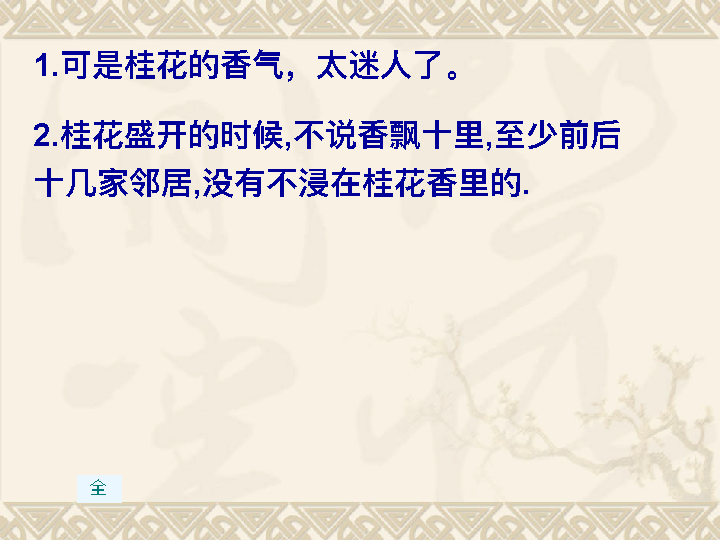 1.可是桂花的香气，太迷人了。
2.桂花盛开的时候,不说香飘十里,至少前后
十几家邻居,没有不浸在桂花香里的.
全